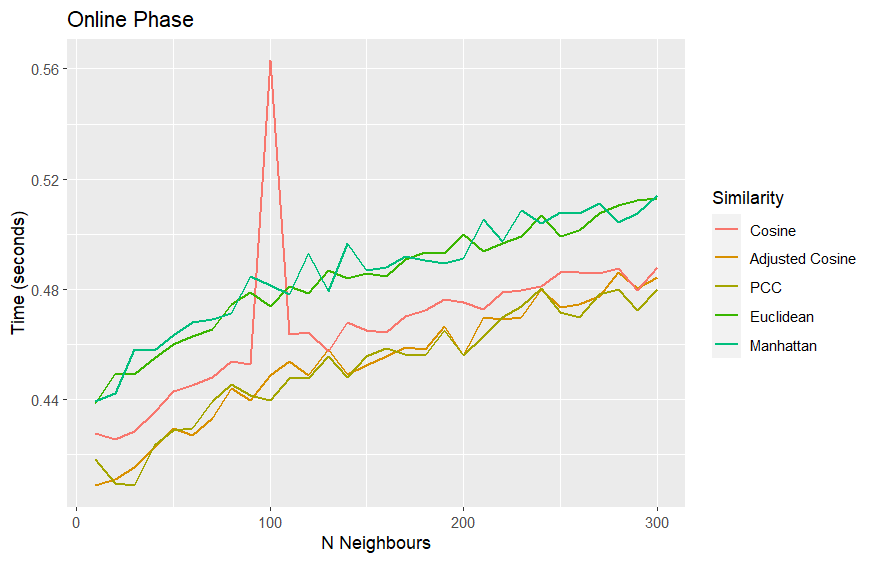 Online Phase
Time (seconds)
0.56
0.52
0.48
0.44
0
100
200
300
N Neighbours
Similarity
Cosine
Adjusted Cosine
PCC
Euclidean
Manhattan